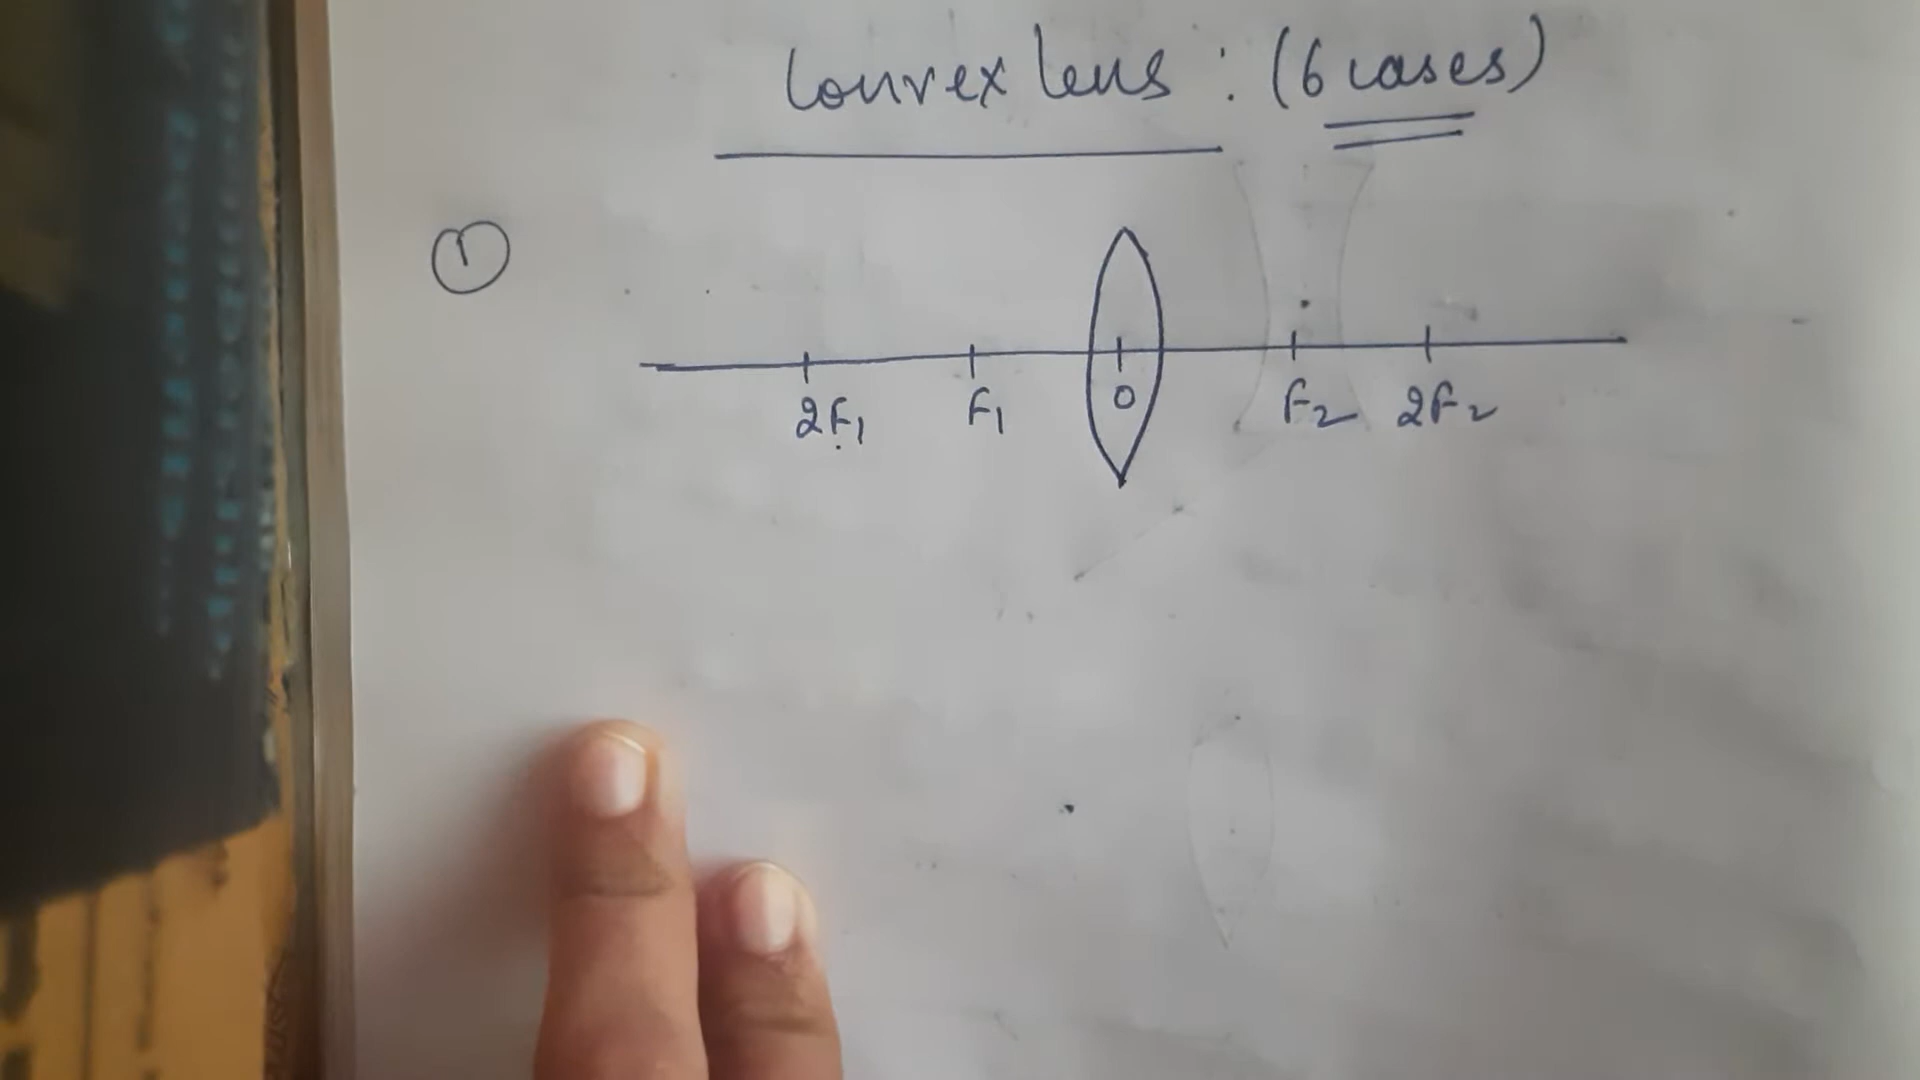 Convex lens : (6 cases)
①
2F₁ F₁ O F₂ 2F₂